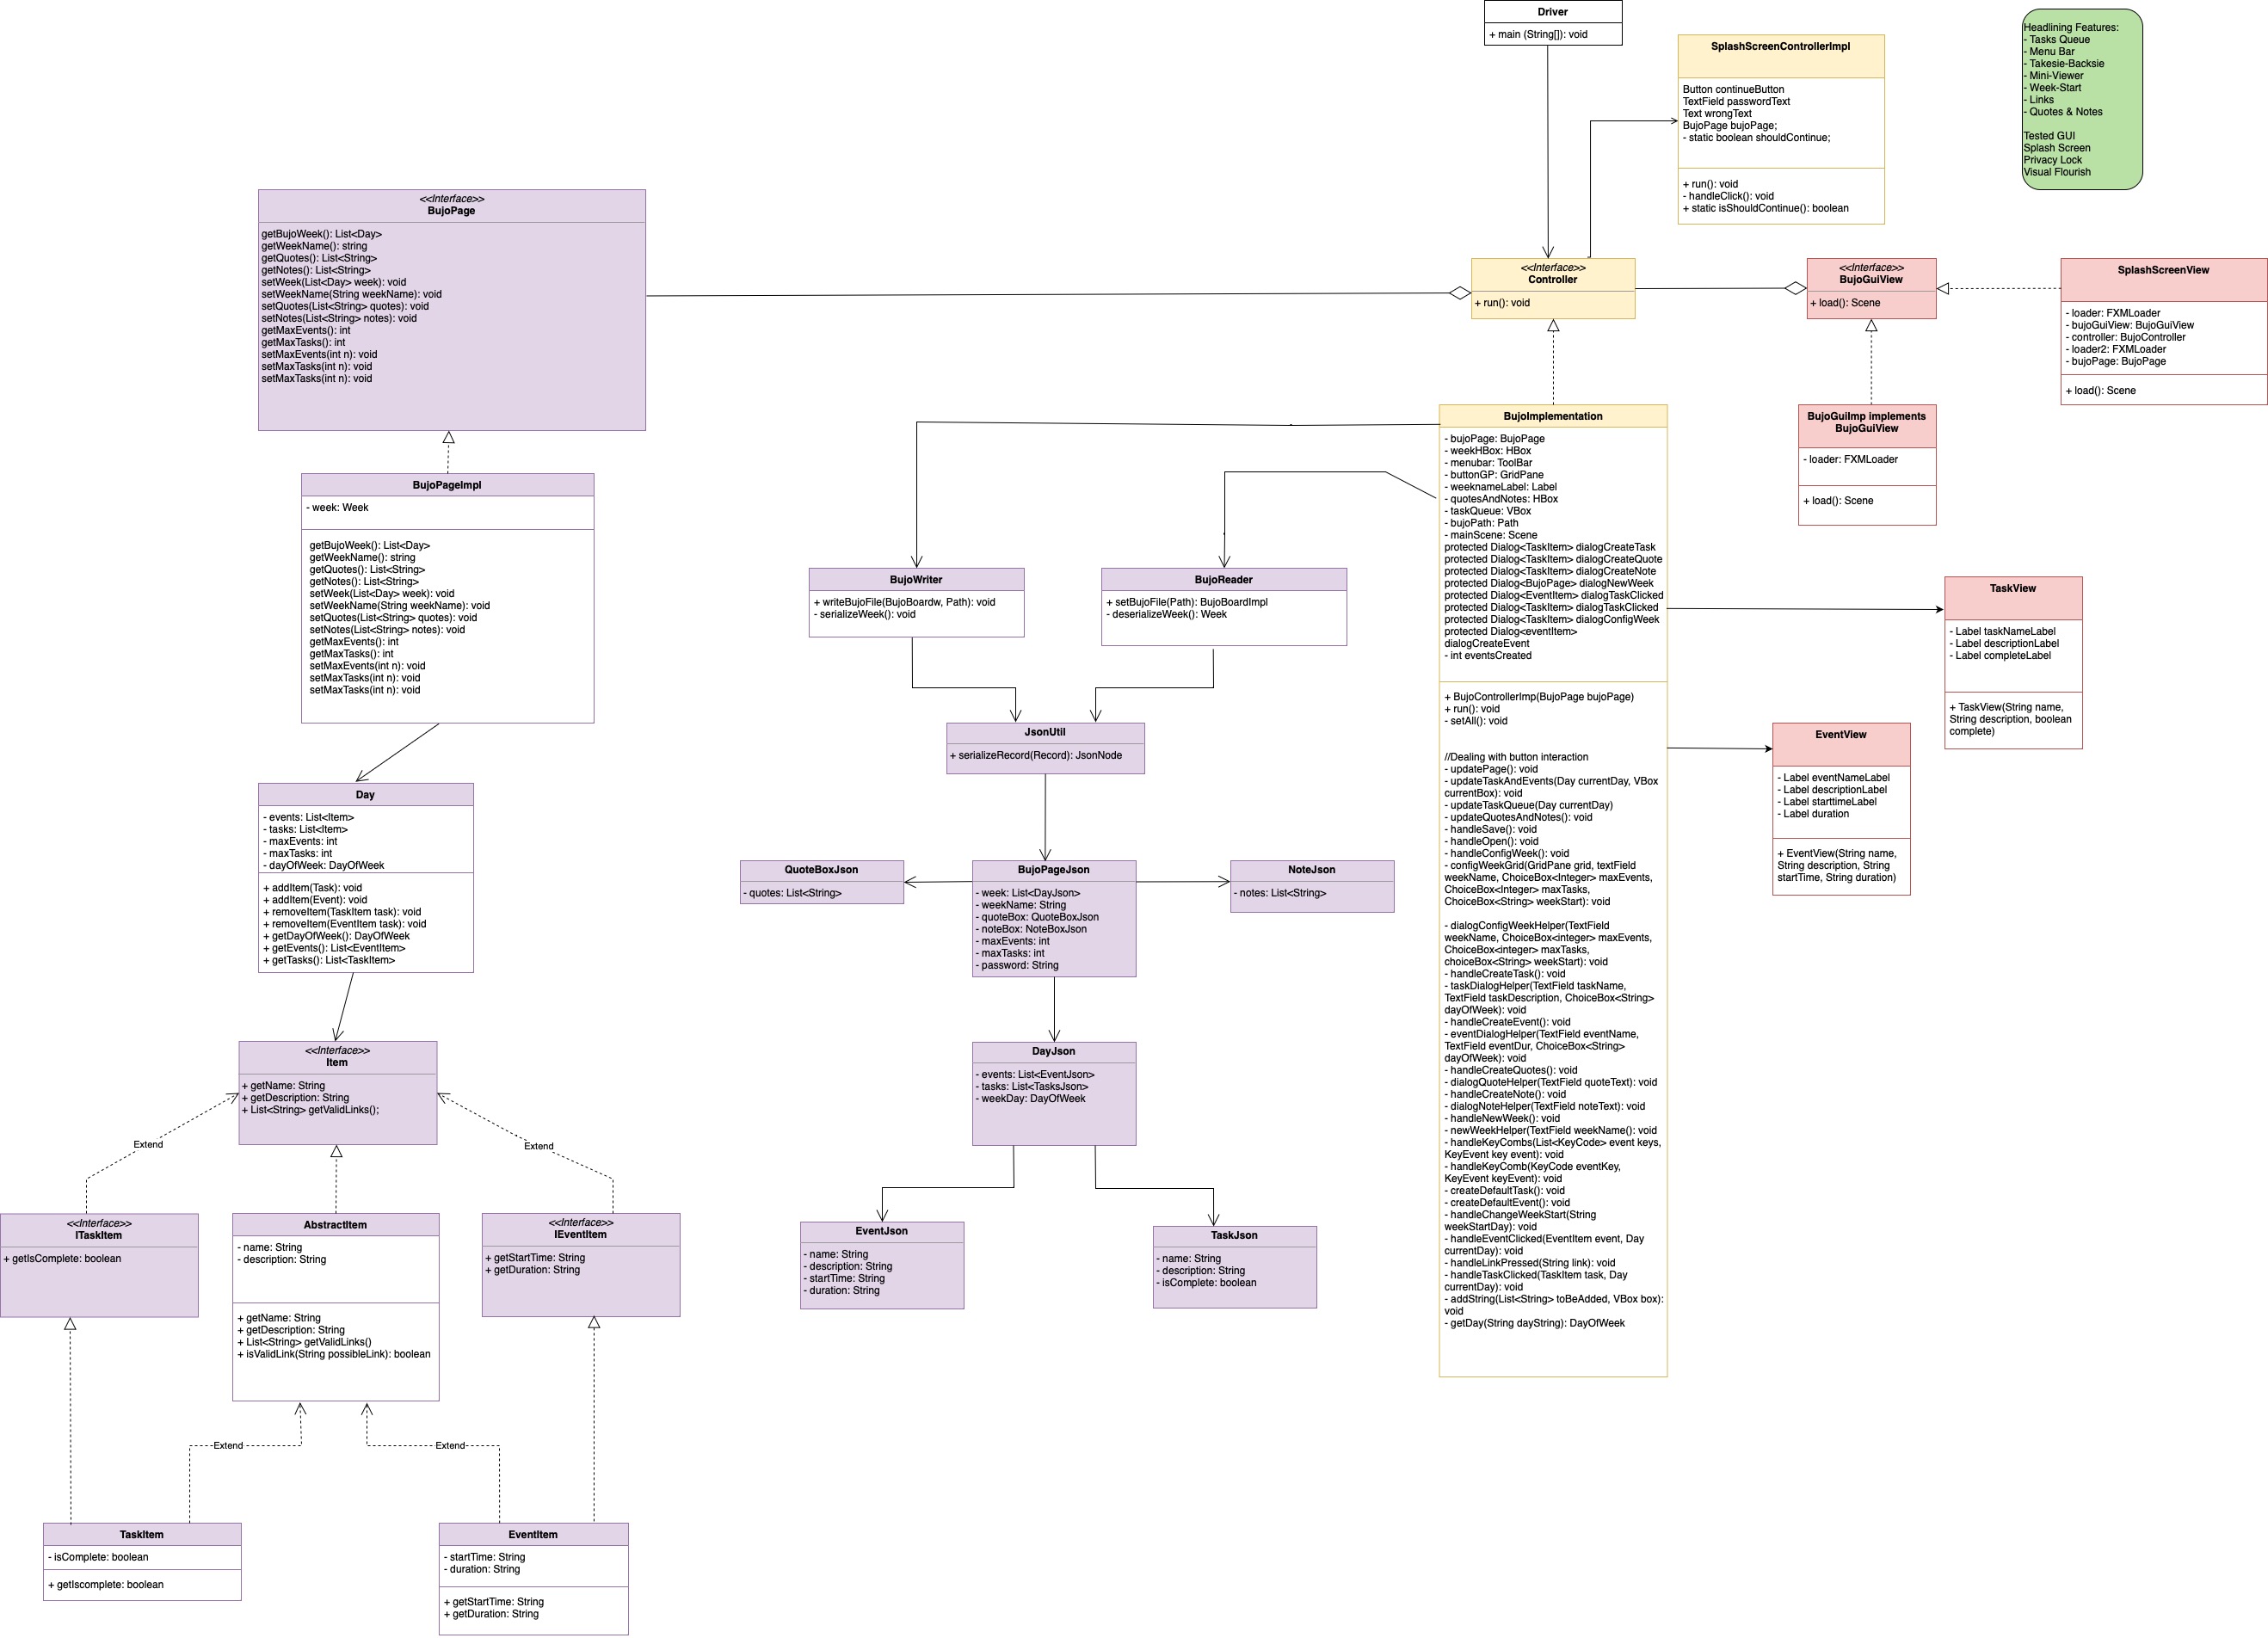 Driver
+ main (String[]): void
SplashScreenControllerImpl
Button continueButton
TextField passwordText
Text wrongText
BujoPage bujoPage;
- static boolean shouldContinue;
+ run(): void
- handleClick(): void
+ static isShouldContinue(): boolean
Headlining Features:
- Tasks Queue
- Menu Bar
- Takesie-Backsie
- Mini-Viewer
- Week-Start
- Links
- Quotes & Notes
Tested GUI
Splash Screen
Privacy Lock
Visual Flourish
<<Interface>>
BujoPage
getBujoWeek(): List<Day>
getWeekName(): string
getQuotes(): List<String>
getNotes(): List<String>
setWeek(List<Day> week): void
setWeekName(String weekName): void
setQuotes(List<String> quotes): void
setNotes(List<String> notes): void
getMaxEvents(): int
getMaxTasks(): int
setMaxEvents(int n): void
setMaxTasks(int n): void
setMaxTasks(int n): void
<<Interface>>
Controller
+ run(): void
<<Interface>>
BujoGuiView
+ load(): Scene
SplashScreenView
- loader: FXMLoader
- bujoGuiView: BujoGuiView
- controller: BujoController
- loader2: FXMLoader
- bujoPage: BujoPage
+ load(): Scene
BujoGuiImp implements
BujoGuiView
- loader: FXMLoader
+ load(): Scene
BujoPageImpl
- week: Week
getBujoWeek(): List<Day>
getWeekName(): string
getQuotes(): List<String>
getNotes(): List<String>
setWeek(List<Day> week): void
setWeekName(String weekName): void
setQuotes(List<String> quotes): void
setNotes(List<String> notes): void
getMaxEvents(): int
getMaxTasks(): int
setMaxEvents(int n): void
setMaxTasks(int n): void
setMaxTasks(int n): void
BujoImplementation
- bujoPage: BujoPage
- weekHBox: HBox
- menubar: ToolBar
- buttonGP: GridPane
- weeknameLabel: Label
- quotesAndNotes: HBox
- taskQueue: VBox
- bujoPath: Path
- mainScene: Scene
protected Dialog<TaskItem> dialogCreateTask
protected Dialog<TaskItem> dialogCreateQuote
protected Dialog<TaskItem> dialogCreateNote
protected Dialog<BujoPage> dialogNewWeek
protected Dialog<EventItem> dialogTaskClicked
protected Dialog<TaskItem> dialogTaskClicked
protected Dialog<TaskItem> dialogConfigWeek
protected Dialog<eventItem>
dialogCreateEvent
- int eventsCreated
+ BujoControllerImp(BujoPage bujoPage)
+ run(): void
- setAll(): void
//Dealing with button interaction
- updatePage(): void
- updateTaskAndEvents(Day currentDay, VBox
currentBox): void
- updateTaskQueue(Day currentDay)
- updateQuotesAndNotes(): void
- handleSave(): void
- handleOpen(): void
- handleConfigWeek(): void
- configWeekGrid(GridPane grid, textField
weekName, ChoiceBox<Integer> maxEvents,
ChoiceBox<Integer> maxTasks,
ChoiceBox<String> weekStart): void
- dialogConfigWeekHelper(TextField
weekName, ChoiceBox<integer> maxEvents,
ChoiceBox<integer> maxTasks,
choiceBox<String> weekStart): void
- handleCreateTask(): void
- taskDialogHelper(TextField taskName,
TextField taskDescription, ChoiceBox<String>
dayOfWeek): void
- handleCreateEvent(): void
- eventDialogHelper(TextField eventName,
TextField eventDur, ChoiceBox<String>
dayOfWeek): void
- handleCreateQuotes(): void
- dialogQuoteHelper(TextField quoteText): void
- handleCreateNote(): void
- dialogNoteHelper(TextField noteText): void
- handleNewWeek(): void
- newWeekHelper(TextField weekName(): void
- handleKeyCombs(List<KeyCode> event keys,
KeyEvent key event): void
- handleKeyComb(KeyCode eventKey,
KeyEvent keyEvent): void
- createDefaultTask(): void
- createDefaultEvent(): void
- handleChangeWeekStart(String
weekStartDay): void
- handleEventClicked(EventItem event, Day
currentDay): void
- handleLinkPressed(String link): void
- handleTaskClicked(TaskItem task, Day
currentDay): void
- addString(List<String> toBeAdded, VBox box):
void
- getDay(String dayString): DayOfWeek
BujoWriter
+ writeBujoFile(BujoBoardw, Path): void
- serializeWeek(): void
BujoReader
+ setBujoFile(Path): BujoBoardImpl
- deserializeWeek(): Week
TaskView
- Label taskNameLabel
- Label descriptionLabel
- Label completeLabel
+ TaskView(String name,
String description, boolean
complete)
EventView
- Label eventNameLabel
- Label descriptionLabel
- Label starttimeLabel
- Label duration
+ EventView(String name,
String description, String
startTime, String duration)
JsonUtil
+ serializeRecord(Record): JsonNode
Day
- events: List<Item>
- tasks: List<Item>
- maxEvents: int
- maxTasks: int
- dayOfWeek: DayOfWeek
+ addItem(Task): void
+ addItem(Event): void
+ removeItem(TaskItem task): void
+ removeItem(EventItem task): void
+ getDayOfWeek(): DayOfWeek
+ getEvents(): List<EventItem>
+ getTasks(): List<TaskItem>
QuoteBoxJson
- quotes: List<String>
BujoPageJson
- week: List<DayJson>
- weekName: String
- quoteBox: QuoteBoxJson
- noteBox: NoteBoxJson
- maxEvents: int
- maxTasks: int
- password: String
NoteJson
- notes: List<String>
<<Interface>>
Item
+ getName: String
+ getDescription: String
+ List<String> getValidLinks();
DayJson
- events: List<EventJson>
- tasks: List<TasksJson>
- weekDay: DayOfWeek
Extend
Extend
<<Interface>>
ITaskItem
+ getIsComplete: boolean
AbstractItem
- name: String
- description: String
+ getName: String
+ getDescription: String
+ List<String> getValidLinks()
+ isValidLink(String possibleLink): boolean
<<Interface>>
IEventItem
+ getStartTime: String
+ getDuration: String
EventJson
- name: String
- description: String
- startTime: String
- duration: String
TaskJson
- name: String
- description: String
- isComplete: boolean
Extend
Extend
TaskItem
- isComplete: boolean
+ getIscomplete: boolean
EventItem
- startTime: String
- duration: String
+ getStartTime: String
+ getDuration: String